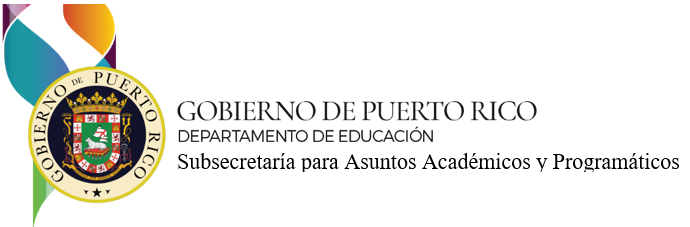 GOBIERNO DE PUERTO RICO
GOBIERNO DE PUERTO RICO
DEPARTAMENTO DE EDUCACIÓN
Subsecretaría para Asuntos Académicos y Programáticos